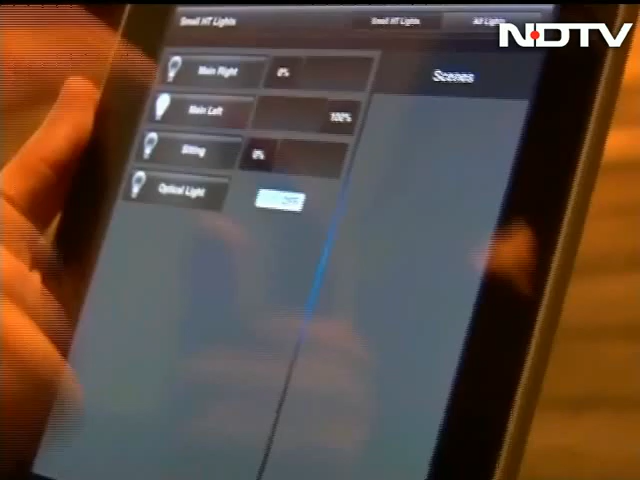 NDTV
Small HT Lights
Small HT Lights
All Lights
Main Right
0%
Scenes
Main Left
100%
Sitting
0%
Optical Light
OFF